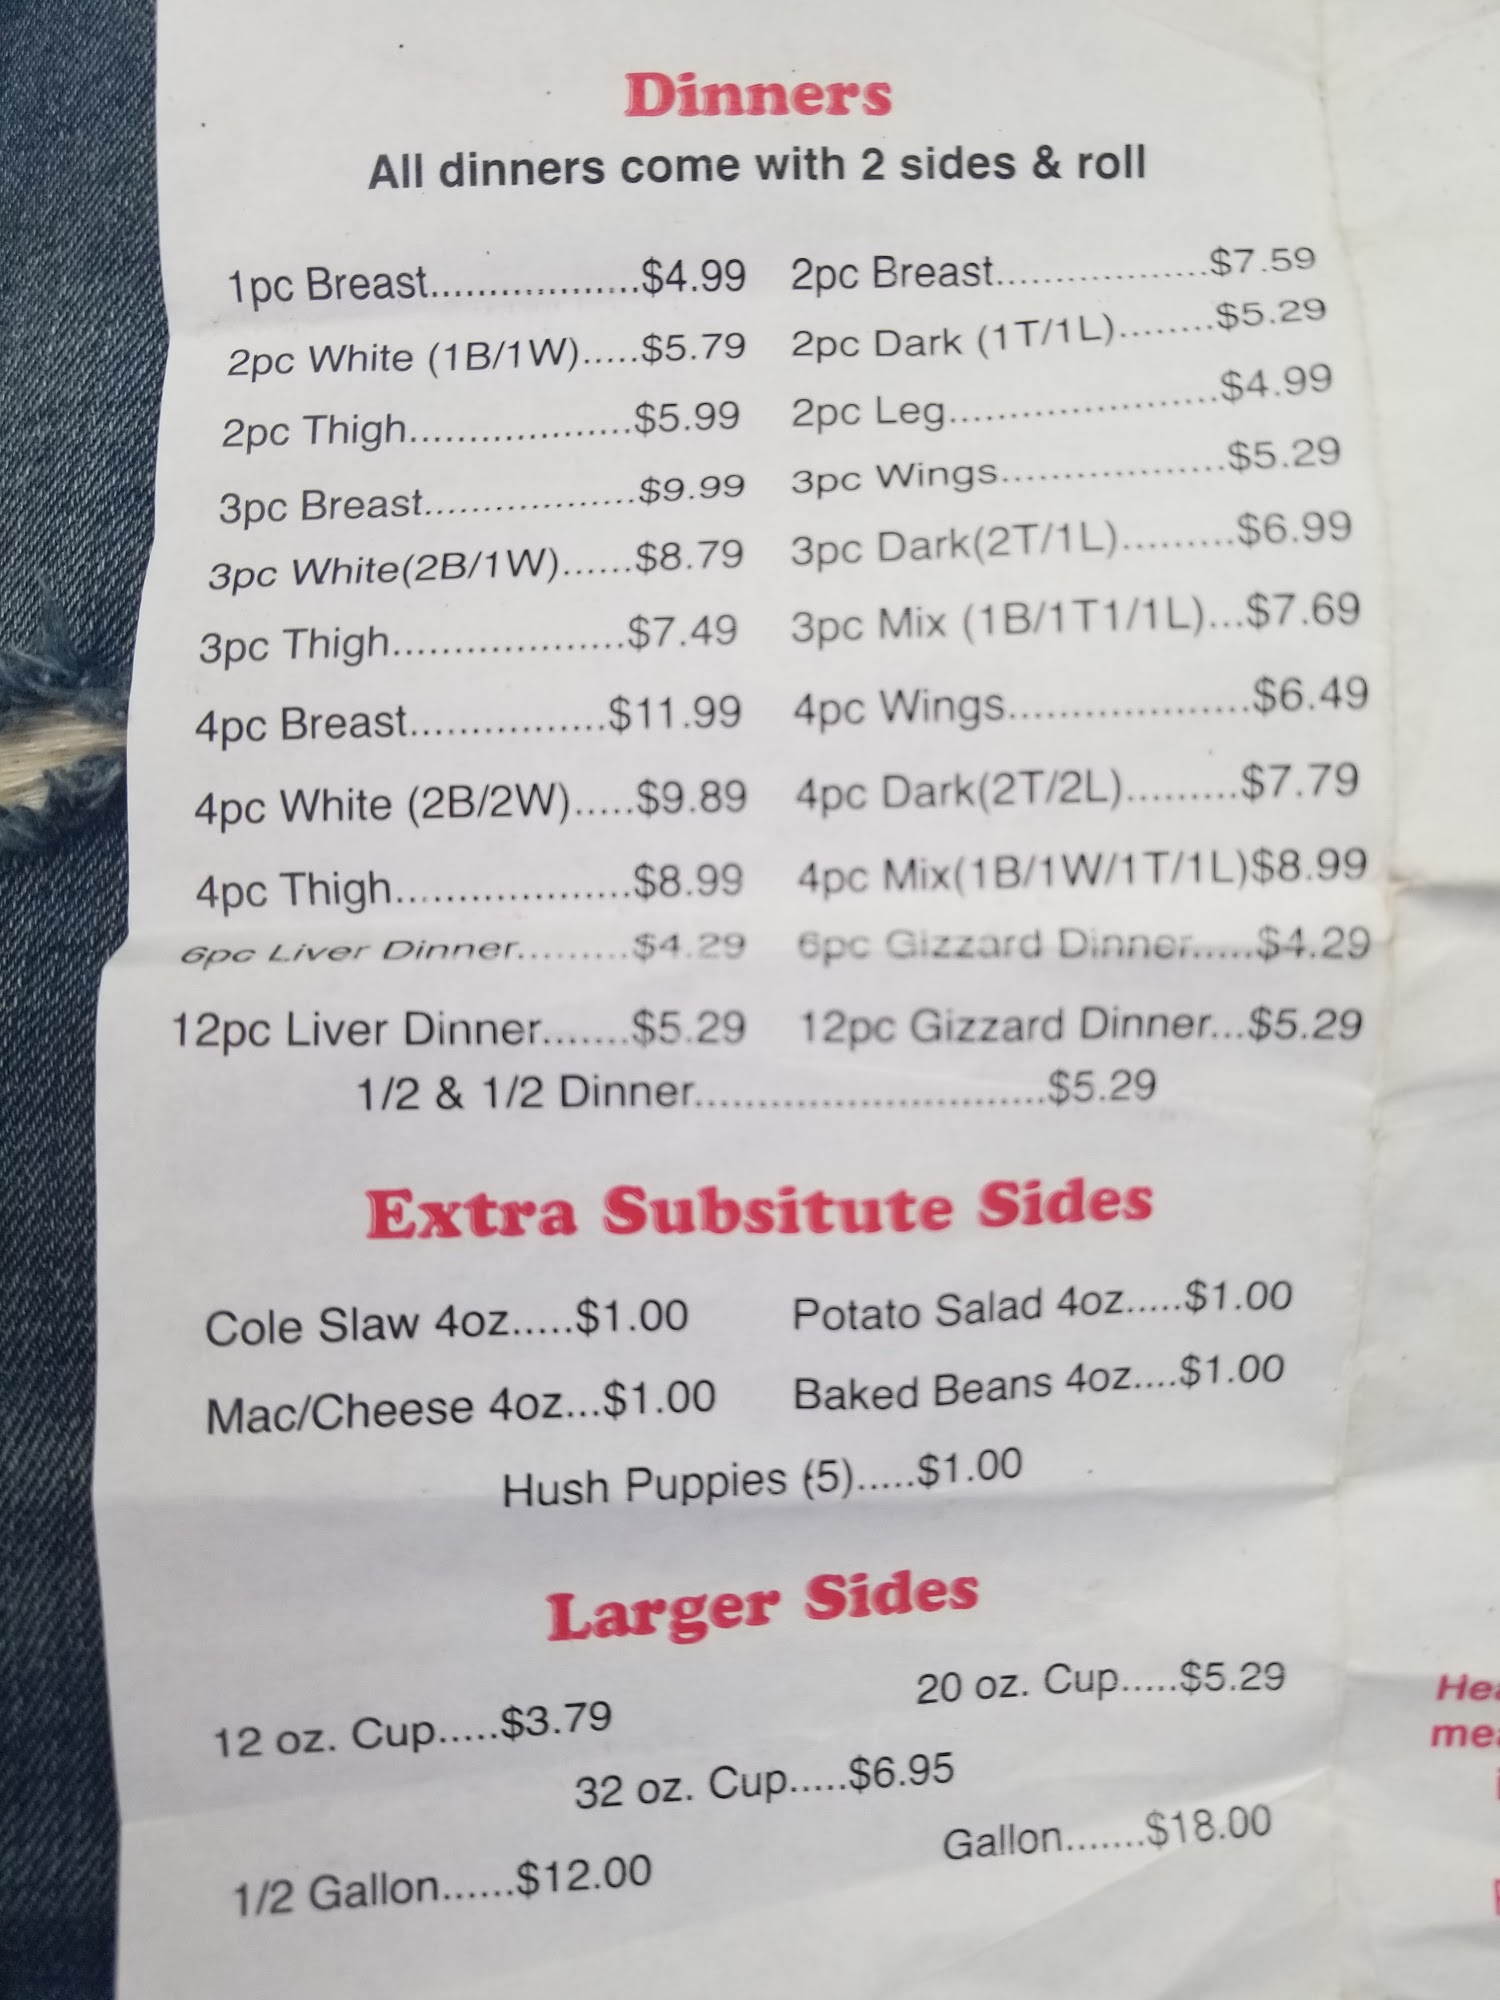 Dinners
All dinners come with 2 sides & roll
1pc Breast..................$4.99 2pc Breast..................$7.59
2pc White (1B/1W).....$5.79 2pc Dark (1T/1L)........$5.29
2pc Thigh...................$5.99 2pc Leg......................$4.99
3pc Breast..................$9.99 3pc Wings..................$5.29
3pc White(2B/1W)......$8.79 3pc Dark(2T/1L).........$6.99
3pc Thigh....................$7.49 3pc Mix (1B/1T1/1L)...$7.69
4pc Breast................$11.99 4pc Wings....................$6.49
4pc White (2B/2W).....$9.89 4pc Dark(2T/2L).........$7.79
4pc Thigh....................$8.99 4pc Mix(1B/1W/1T/1L)$8.99
6pc Liver Dinner.........$4.29 6pc Gizzard Dinner.....$4.29
12pc Liver Dinner.......$5.29 12pc Gizzard Dinner...$5.29
1/2 & 1/2 Dinner............................$5.29
Extra Subsitute Sides
Cole Slaw 4oz.....$1.00 Potato Salad 4oz.....$1.00
Mac/Cheese 4oz...$1.00 Baked Beans 4oz....$1.00
Hush Puppies (5).....$1.00
Larger Sides
12 oz. Cup.....$3.79 20 oz. Cup.....$5.29
32 oz. Cup.....$6.95
1/2 Gallon......$12.00 Gallon.......$18.00